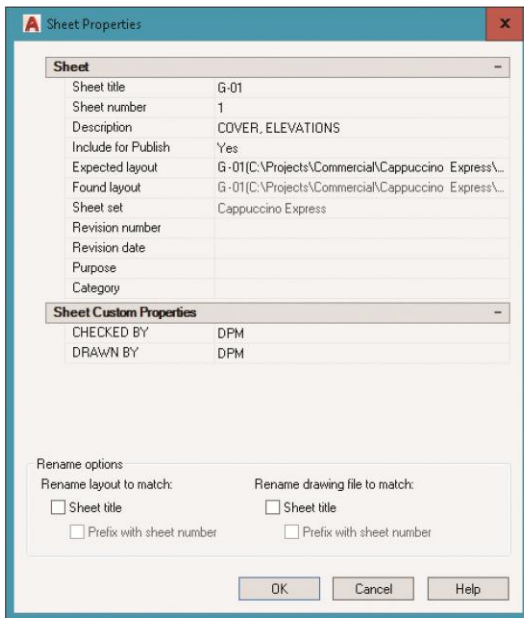 Sheet Properties x
Sheet –
Sheet title G-01
Sheet number 1
Description COVER, ELEVATIONS
Include for Publish Yes
Expected layout G-01(C:\Projects\Commercial\Cappuccino Express\...
Found layout G-01(C:\Projects\Commercial\Cappuccino Express\...
Sheet set Cappuccino Express
Revision number
Revision date
Purpose
Category
Sheet Custom Properties –
CHECKED BY DPM
DRAWN BY DPM
Rename options
Rename layout to match: Rename drawing file to match:
Sheet title Sheet title
Prefix with sheet number Prefix with sheet number
OK Cancel Help